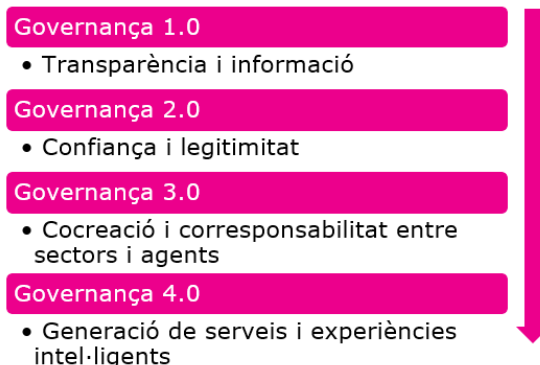 Governança 1.0
• Transparència i informació
Governança 2.0
• Confiança i legitimitat
Governança 3.0
• Cocreació i corresponsabilitat entre
sectors i agents
Governança 4.0
• Generació de serveis i experiències
intel·ligents